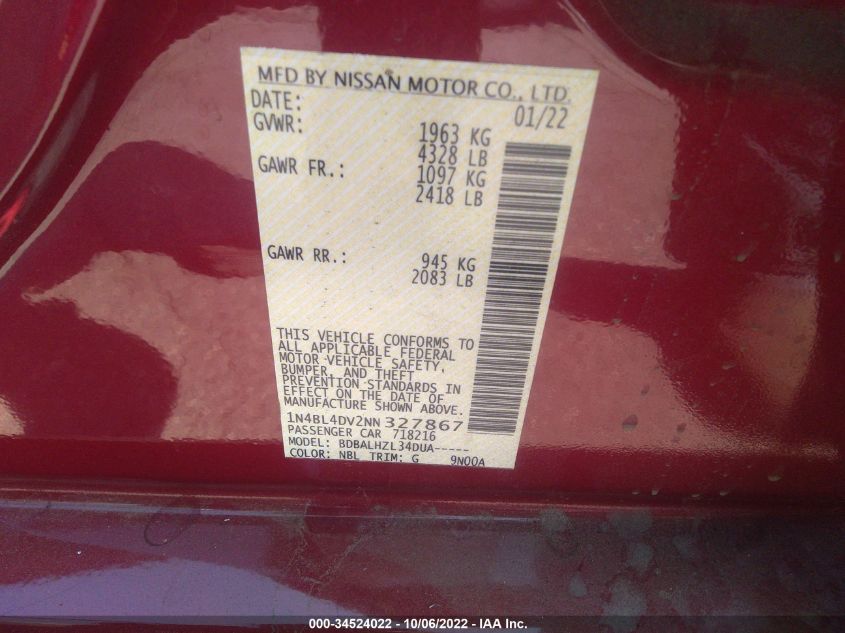 MFD BY NISSAN MOTOR CO., LTD.
DATE: 01/22
GVWR: 1963 KG
4328 LB
GAWR FR.: 1097 KG
2418 LB
GAWR RR.: 945 KG
2083 LB
THIS VEHICLE CONFORMS TO
ALL APPLICABLE FEDERAL
MOTOR VEHICLE SAFETY,
BUMPER, AND THEFT
PREVENTION STANDARDS IN
EFFECT ON THE DATE OF
MANUFACTURE SHOWN ABOVE.
1N4BL4DV2NN327867
PASSENGER CAR 718216
MODEL: BDBALHZL34DUA-----
COLOR: NBL TRIM: G 9N00A
000-34524022 - 10/06/2022 - IAA Inc.